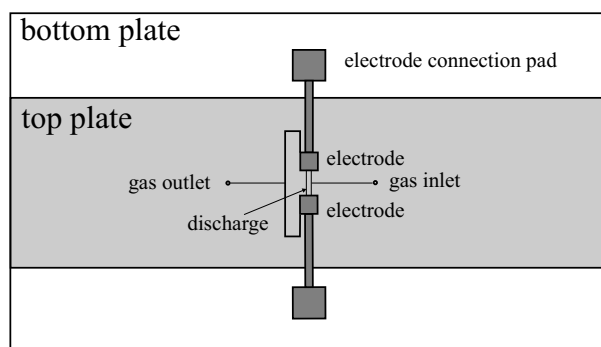 bottom plate
electrode connection pad
top plate
electrode
gas outlet
gas inlet
discharge
electrode